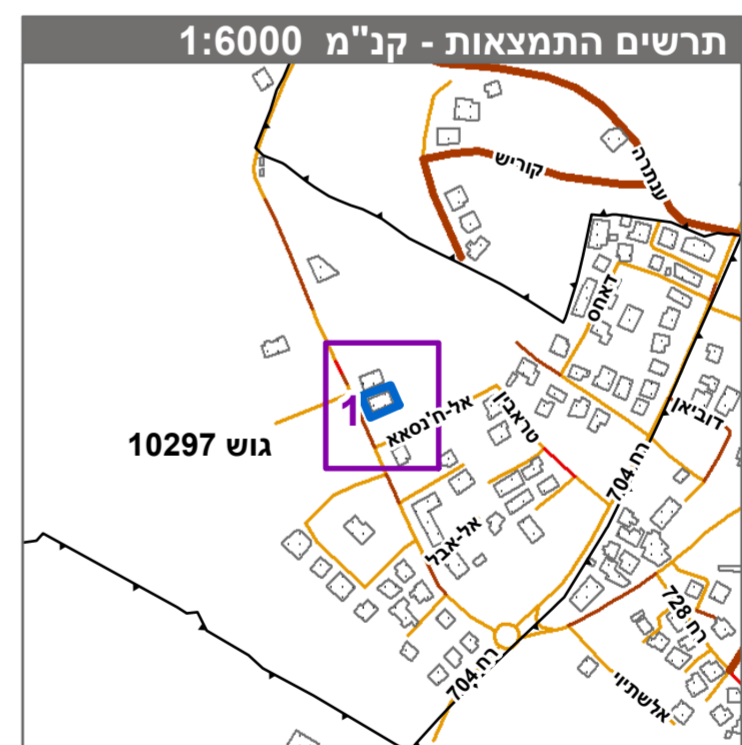 תרשים התמצאות - קנ"מ 1:6000
ענתרה
קוריש
דאחס
דוביאן
טראבין
אל-ח'נסאא
1
גוש 10297
רח 704
אל-אבל
רח 728
רח 704
אלשתיוי